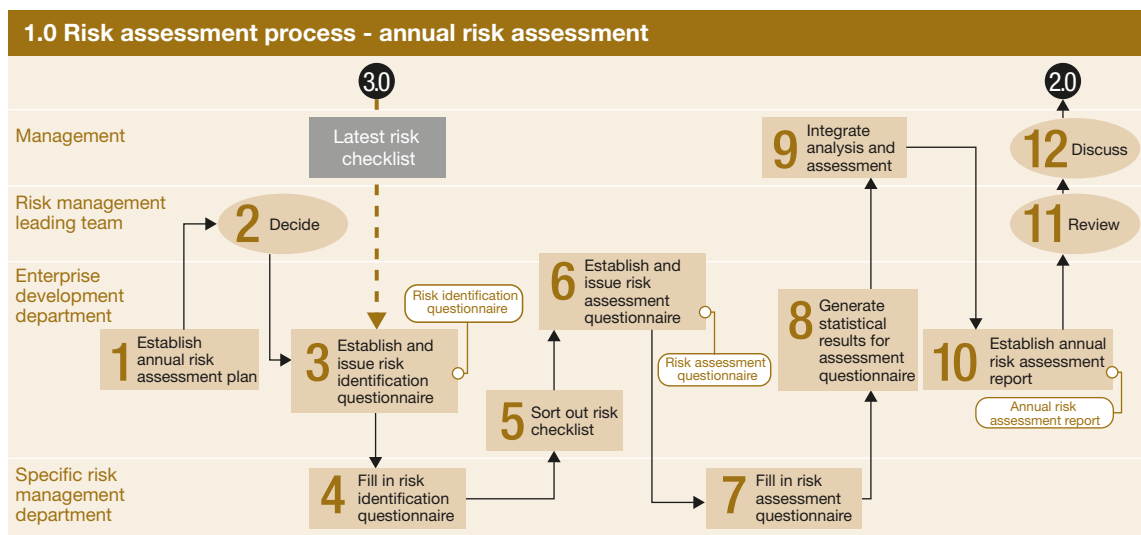 1.0 Risk assessment process - annual risk assessment
3.0
2.0
Management
Latest risk
checklist
9
Integrate
analysis and
assessment
12
Discuss
Risk management
leading team
2
Decide
11
Review
Enterprise
development
department
1
Establish
annual risk
assessment plan
3
Establish and
issue risk
identification
questionnaire
Risk identification
questionnaire
5
Sort out risk
checklist
6
Establish and
issue risk
assessment
questionnaire
Risk assessment
questionnaire
8
Generate
statistical
results for
assessment
questionnaire
10
Establish annual
risk assessment
report
Annual risk
assessment report
Specific risk
management
department
4
Fill in risk
identification
questionnaire
7
Fill in risk
assessment
questionnaire